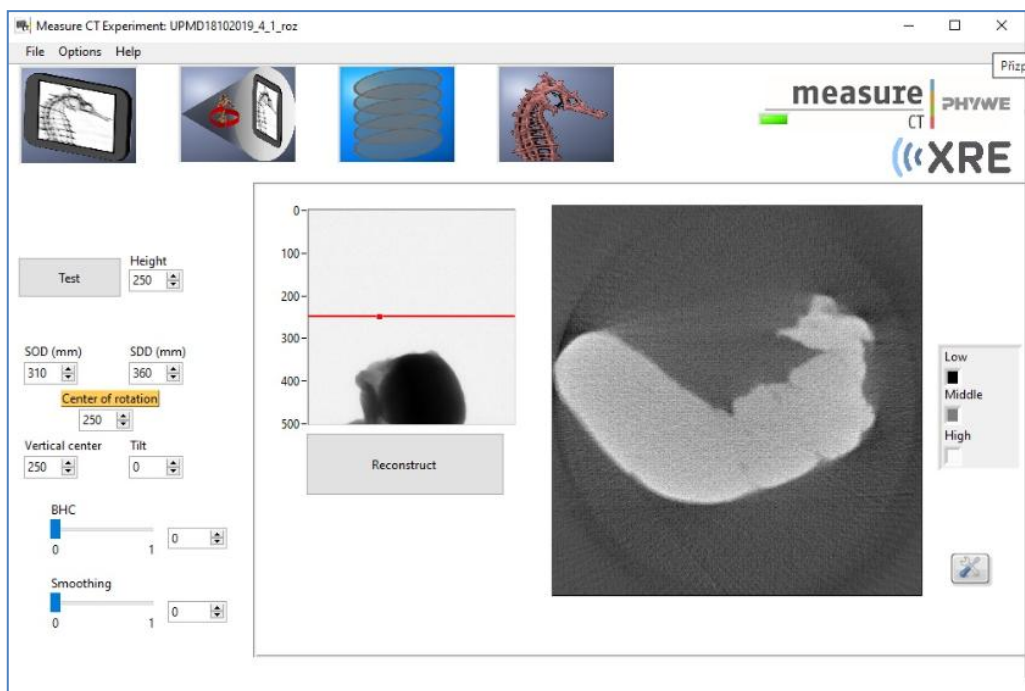 Measure CT Experiment: UPMD18102019_4_1_roz
File Options Help
Přizp
measure
CT
PHYWE
XRE
Test
Height
250
SOD (mm)
310
SDD (mm)
360
Center of rotation
250
Vertical center
250
Tilt
0
BHC
0
0 1
Smoothing
0
0 1
0
100
200
300
400
500
Reconstruct
Low
Middle
High